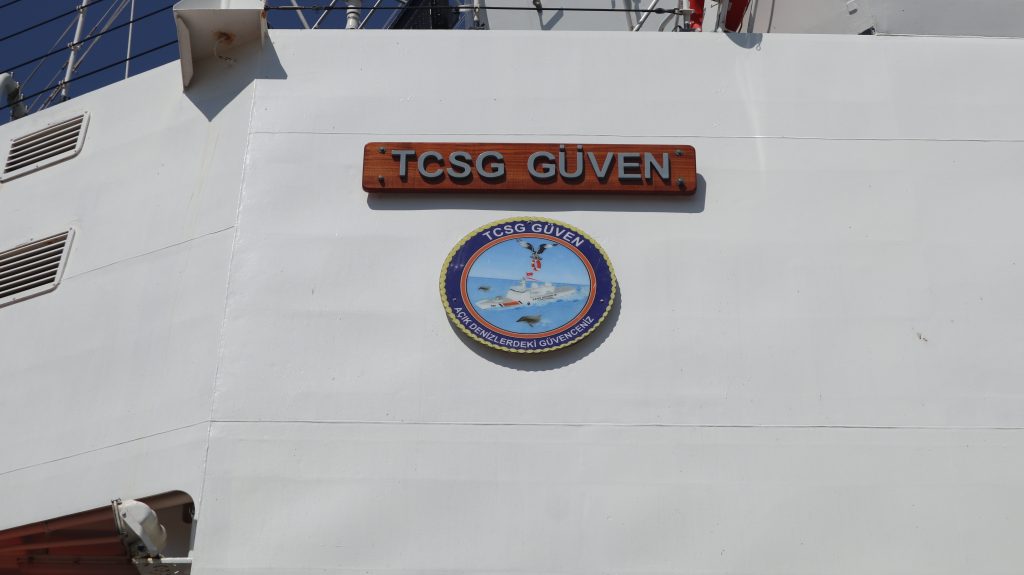 TCSG GÜVEN
TCSG GÜVEN
AÇIK DENİZLERDEKİ GÜVENCENİZ